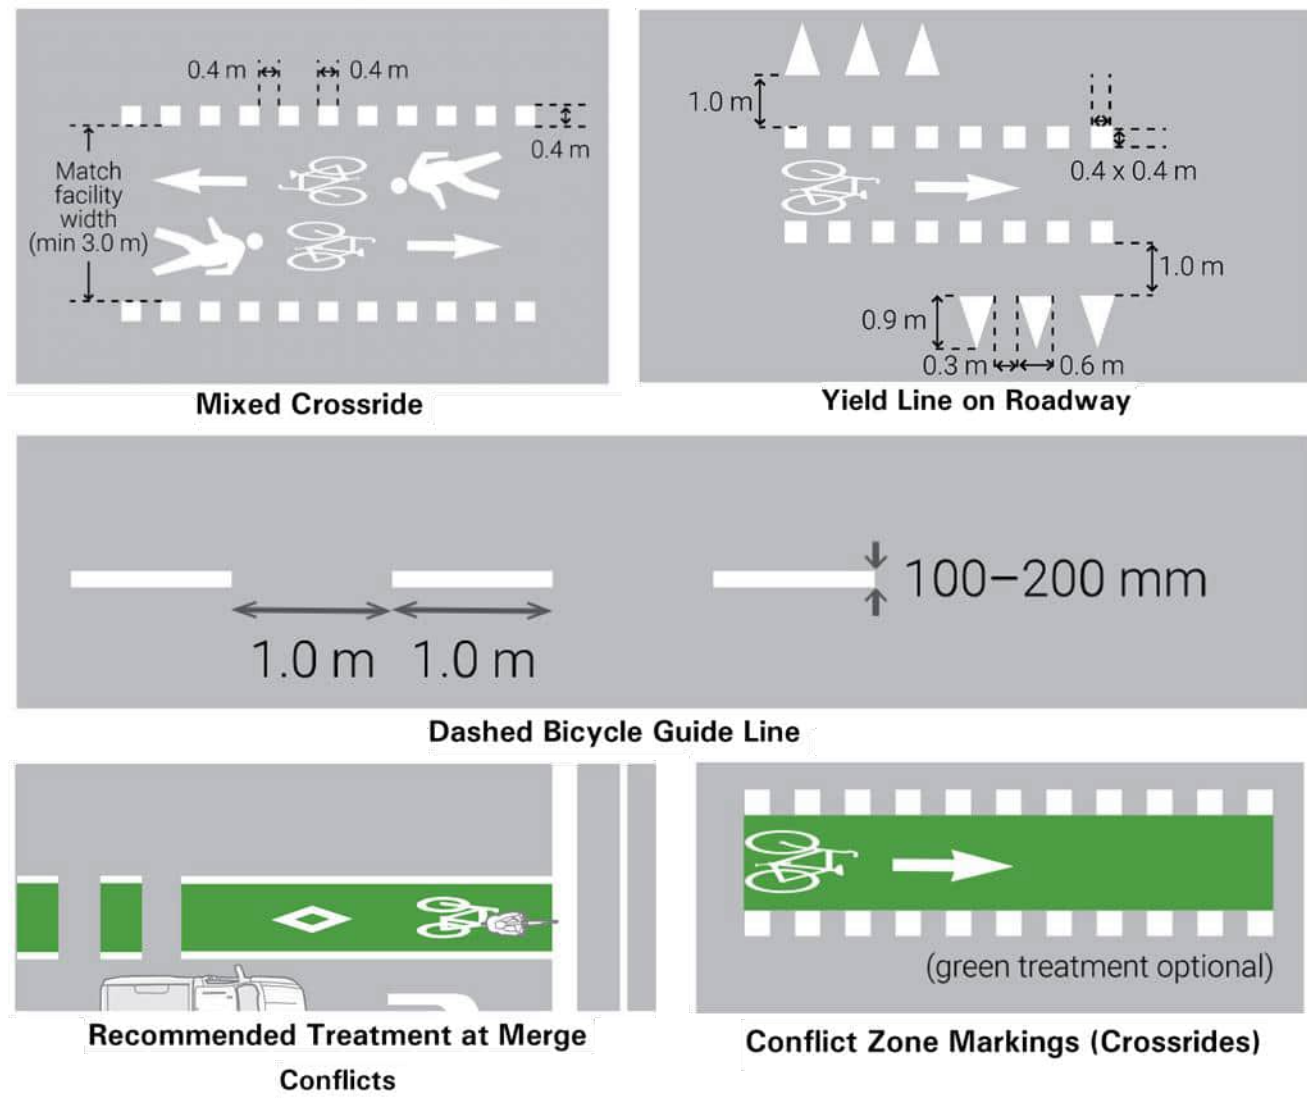 0.4 m
0.4 m
0.4 m
Match
facility
width
(min 3.0 m)
Mixed Crossride
1.0 m
0.4 x 0.4 m
1.0 m
0.9 m
0.3 m
0.6 m
Yield Line on Roadway
100–200 mm
1.0 m
1.0 m
Dashed Bicycle Guide Line
Recommended Treatment at Merge
Conflicts
(green treatment optional)
Conflict Zone Markings (Crossrides)